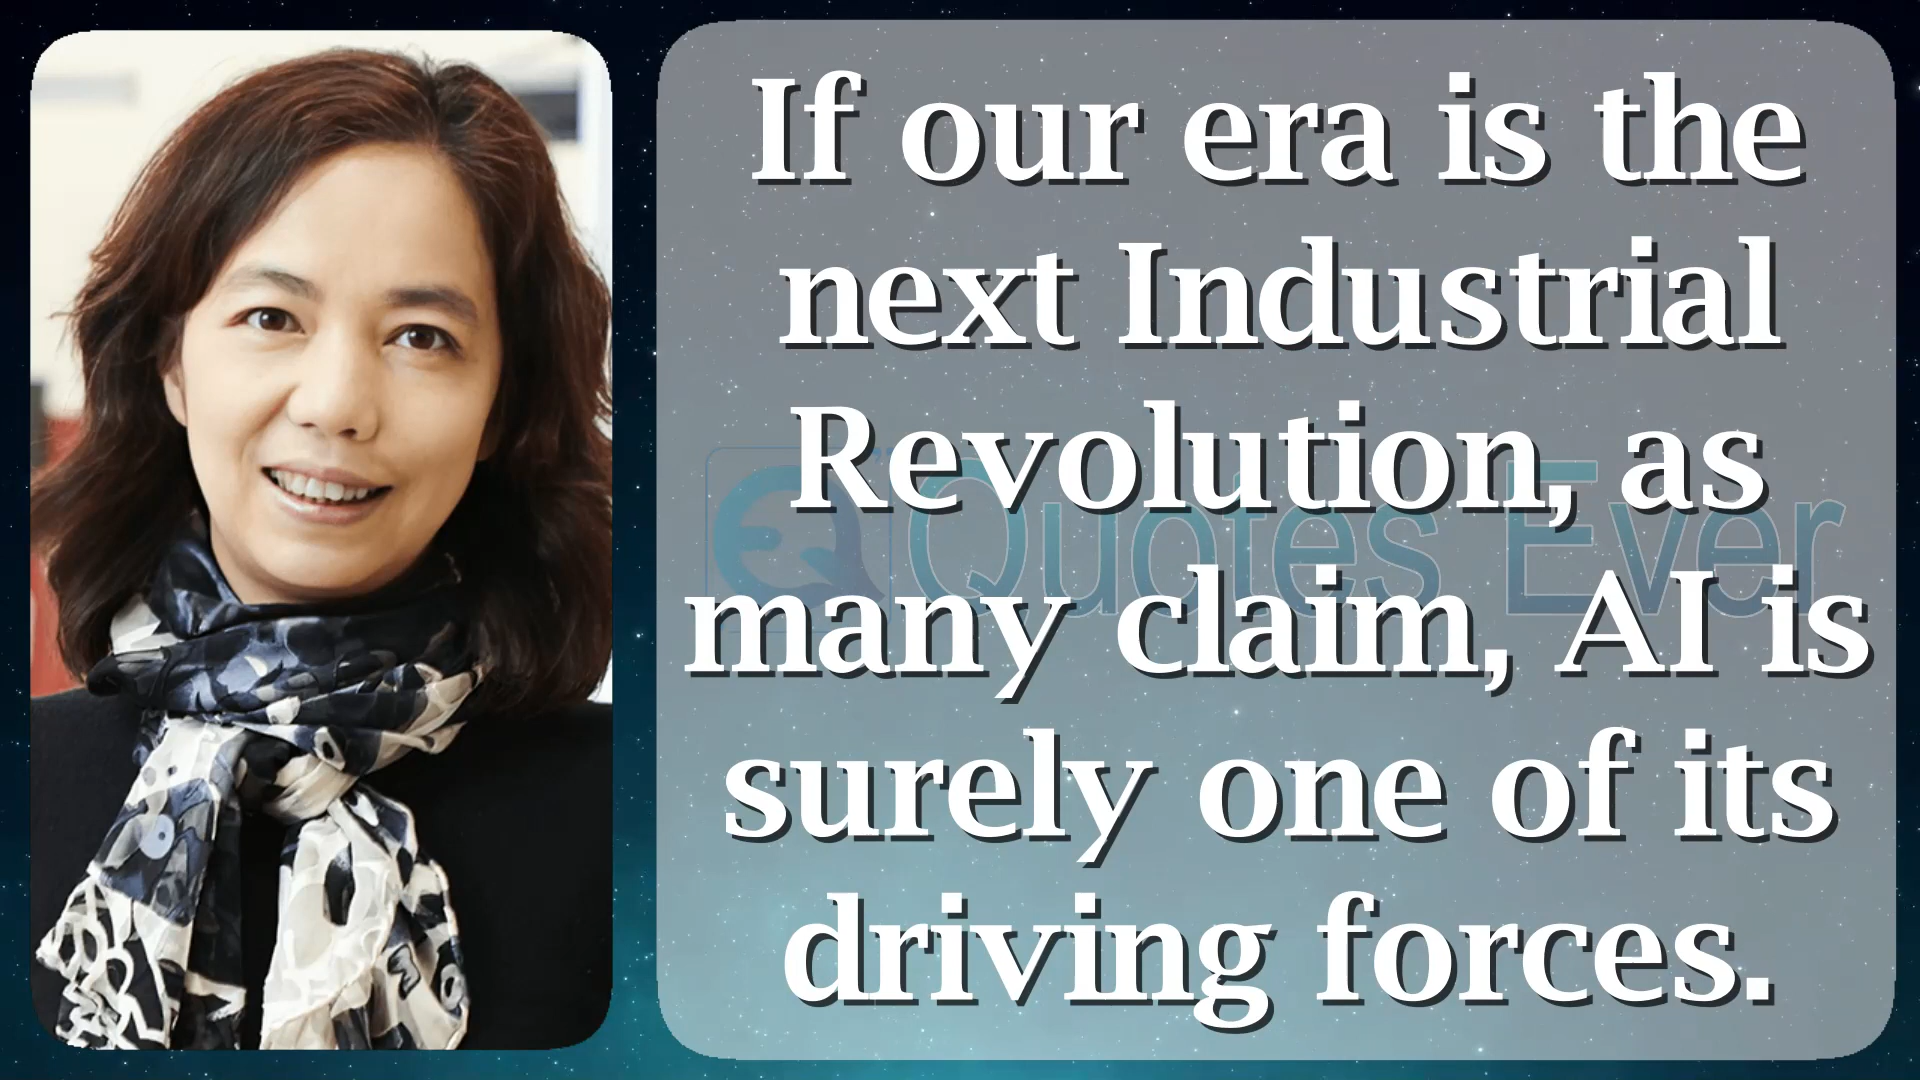 If our era is the
next Industrial
Revolution, as
many claim, AI is
surely one of its
driving forces.
EQ Quotes Ever